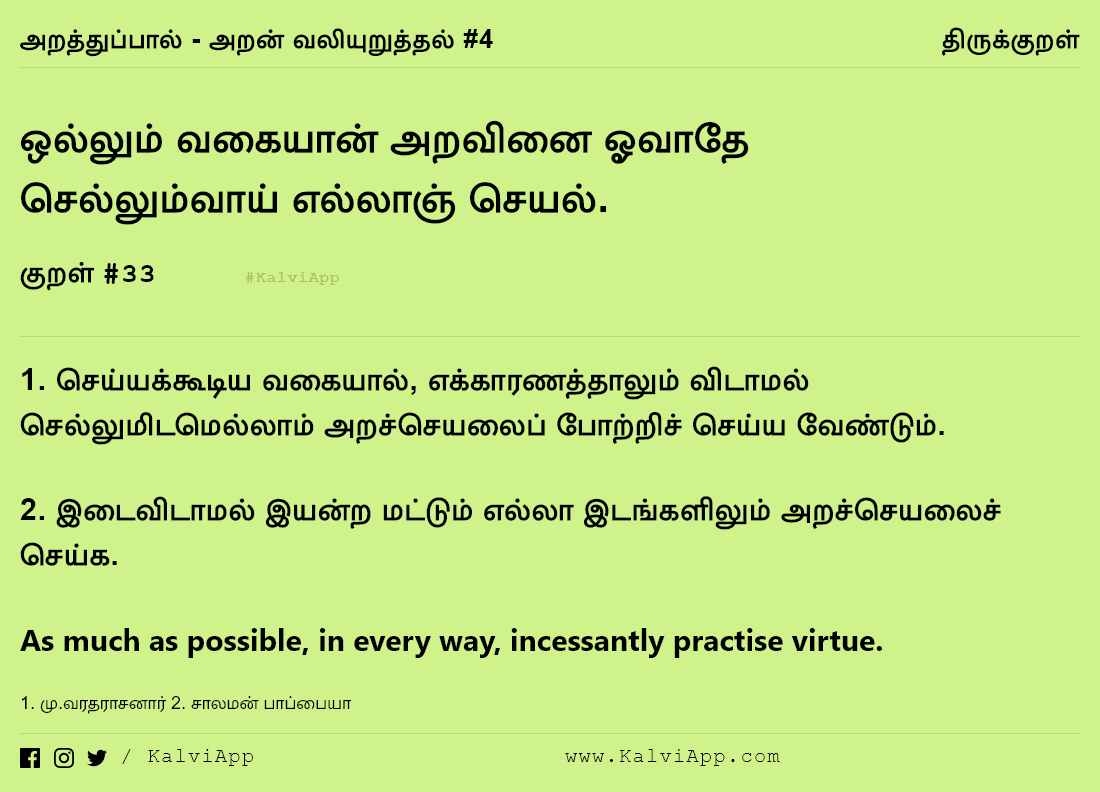 அறத்துப்பால் - அறன் வலியுறுத்தல் #4 திருக்குறள்
ஒல்லும் வகையான் அறவினை ஓவாதே
செல்லும்வாய் எல்லாஞ் செயல்.
குறள் #33 #KalviApp
1. செய்யக்கூடிய வகையால், எக்காரணத்தாலும் விடாமல்
செல்லுமிடமெல்லாம் அறச்செயலைப் போற்றிச் செய்ய வேண்டும்.
2. இடைவிடாமல் இயன்ற மட்டும் எல்லா இடங்களிலும் அறச்செயலைச்
செய்க.
As much as possible, in every way, incessantly practise virtue.
1. மு.வரதராசனார் 2. சாலமன் பாப்பையா
/ KalviApp www.KalviApp.com